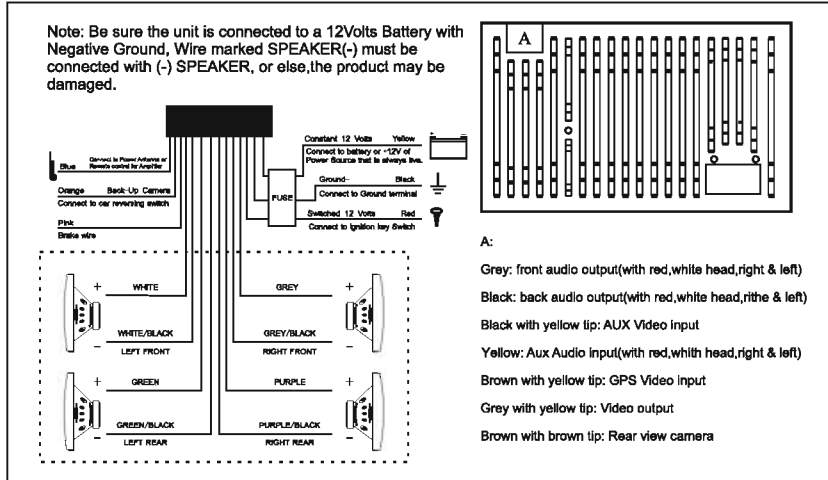 Note: Be sure the unit is connected to a 12Volts Battery with
Negative Ground, Wire marked SPEAKER(-) must be
connected with (-) SPEAKER, or else,the product may be
damaged.
Blue
Connect to Power Antenna or
Remote control for Amplifier
Orange Back-Up Camera
Connect to car reversing switch
Pink
Brake wire
FUSE
Constant 12 Volts Yellow
Connect to battery or +12V of
Power Source that is always live.
Ground- Black
Connect to Ground terminal
Switched 12 Volts Red
Connect to Ignition key Switch
+ -
+ WHITE
WHITE/BLACK
-
LEFT FRONT
GREY +
GREY/BLACK
-
RIGHT FRONT
+ GREEN
GREEN/BLACK
-
LEFT REAR
PURPLE +
PURPLE/BLACK
-
RIGHT REAR
A
A:
Grey: front audio output(with red,white head,right & left)
Black: back audio output(with red,white head,rithe & left)
Black with yellow tip: AUX Video input
Yellow: Aux Audio input(with red,whith head,right & left)
Brown with yellow tip: GPS Video input
Grey with yellow tip: Video output
Brown with brown tip: Rear view camera